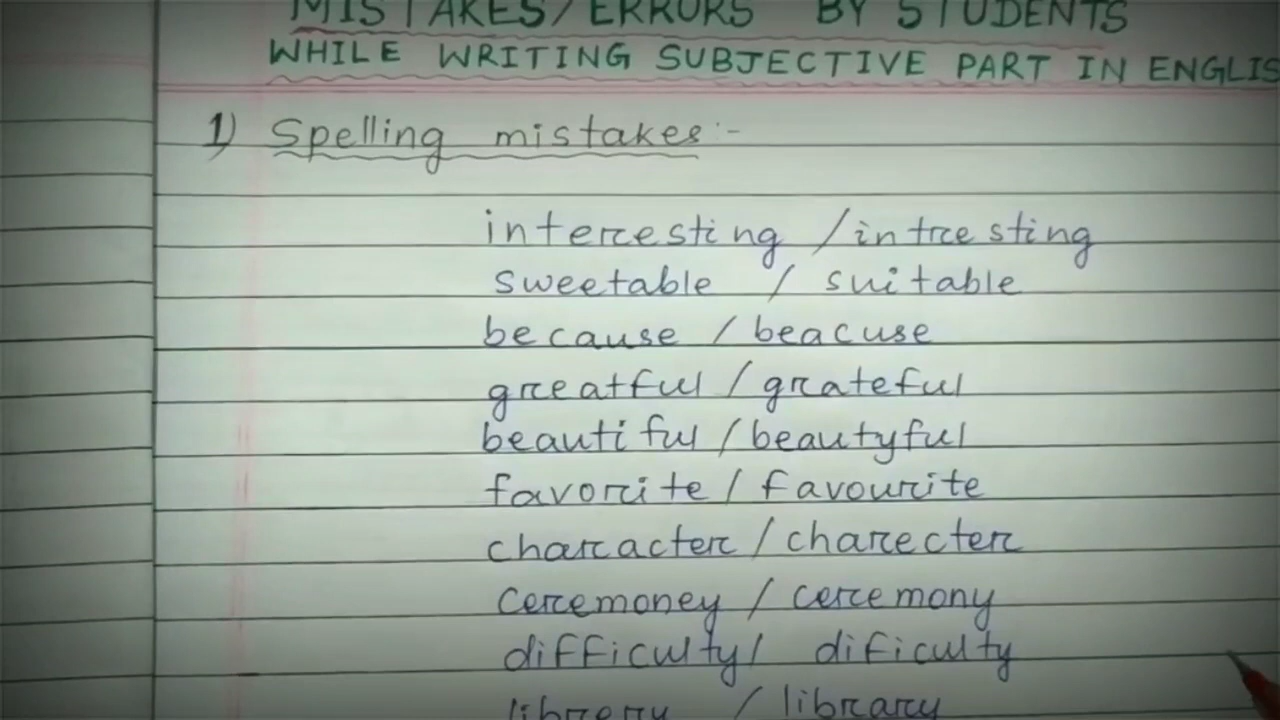 MISTAKES/ERRORS BY STUDENTS
WHILE WRITING SUBJECTIVE PART IN ENGLIS
1) Spelling mistakes:-
interesting / intresting
sweetable / suitable
because / beacuse
greatful / grateful
beautiful / beautyful
favorite / favourite
character / charecter
ceremoney / ceremony
difficulty / dificulty
librery / library